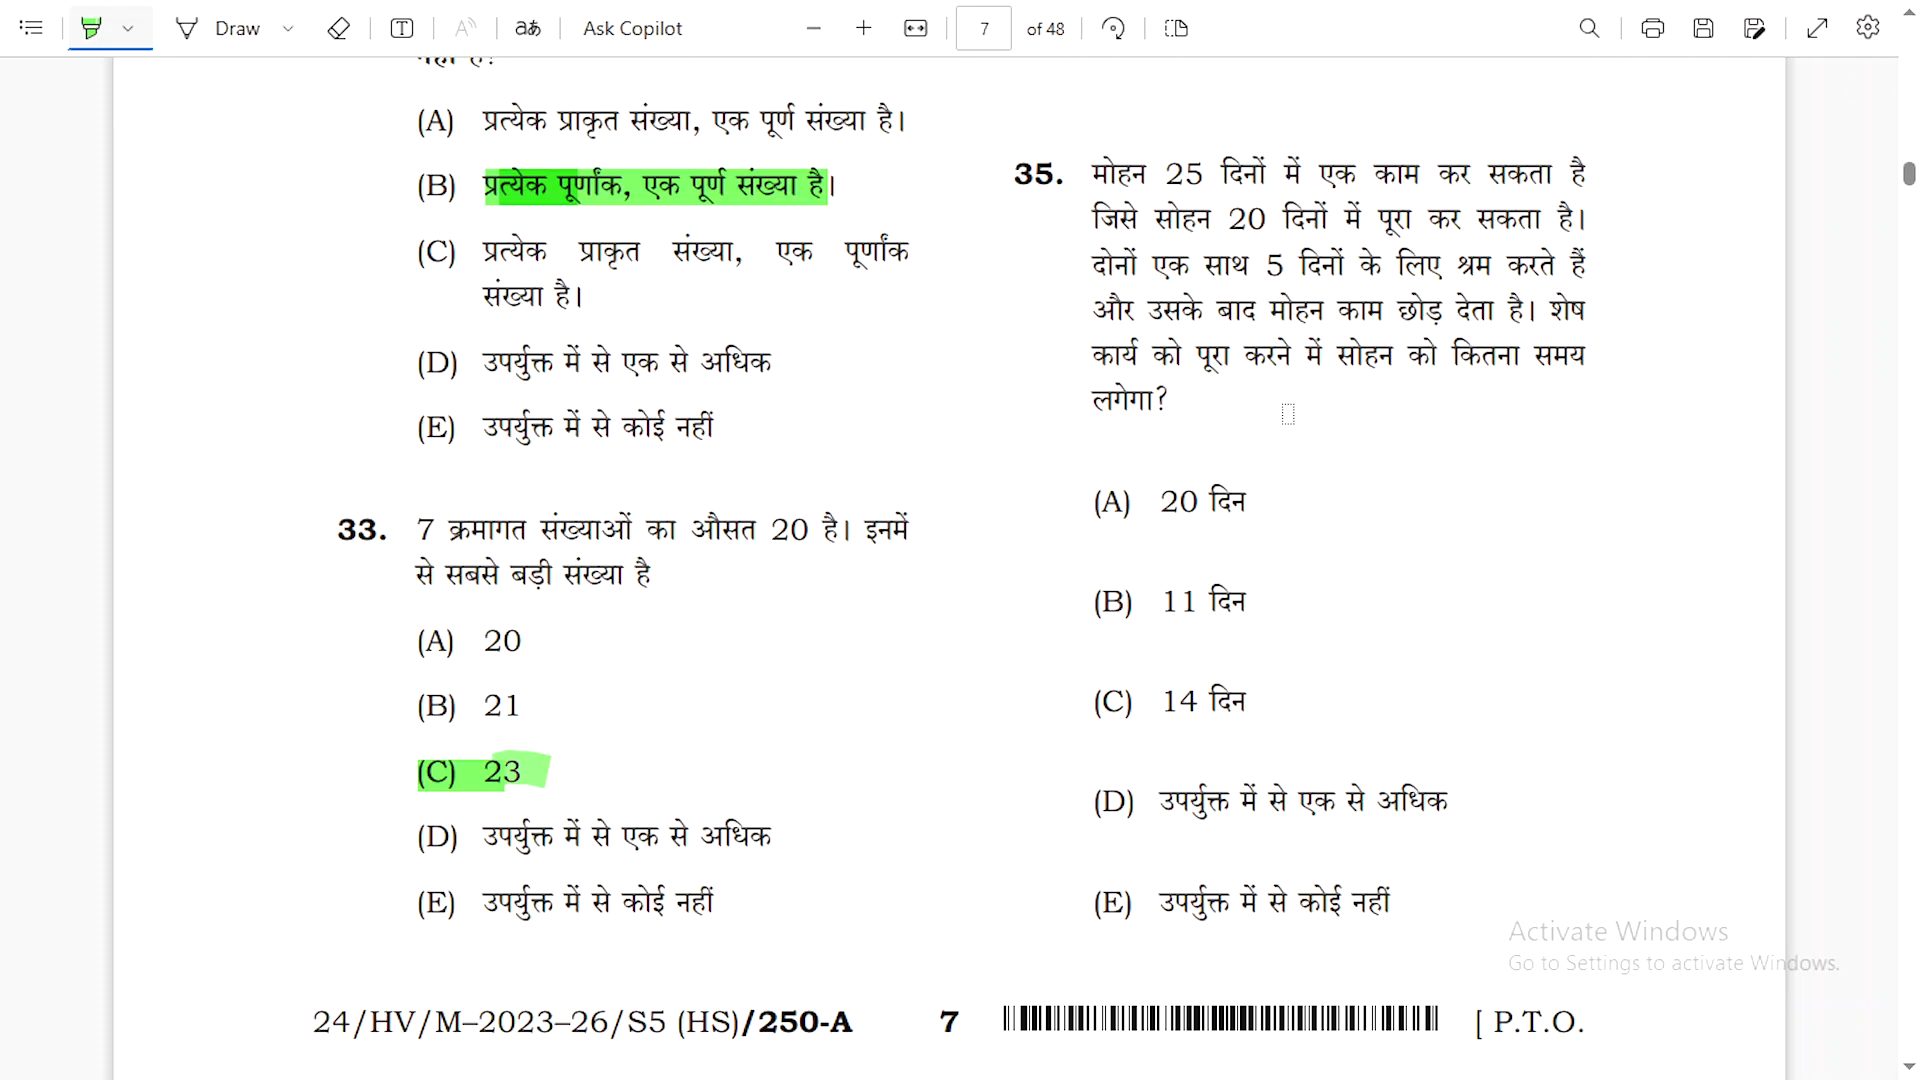 Draw
Ask Copilot
7 of 48
(A) प्रत्येक प्राकृत संख्या, एक पूर्ण संख्या है।
(B) प्रत्येक पूर्णांक, एक पूर्ण संख्या है।
(C) प्रत्येक प्राकृत संख्या, एक पूर्णांक
संख्या है।
(D) उपर्युक्त में से एक से अधिक
(E) उपर्युक्त में से कोई नहीं
33. 7 क्रमागत संख्याओं का औसत 20 है। इनमें
से सबसे बड़ी संख्या है
(A) 20
(B) 21
(C) 23
(D) उपर्युक्त में से एक से अधिक
(E) उपर्युक्त में से कोई नहीं
35. मोहन 25 दिनों में एक काम कर सकता है
जिसे सोहन 20 दिनों में पूरा कर सकता है।
दोनों एक साथ 5 दिनों के लिए श्रम करते हैं
और उसके बाद मोहन काम छोड़ देता है। शेष
कार्य को पूरा करने में सोहन को कितना समय
लगेगा?
(A) 20 दिन
(B) 11 दिन
(C) 14 दिन
(D) उपर्युक्त में से एक से अधिक
(E) उपर्युक्त में से कोई नहीं
Activate Windows
Go to Settings to activate Windows.
24/HV/M–2023–26/S5 (HS)/250-A 7 [ P.T.O.